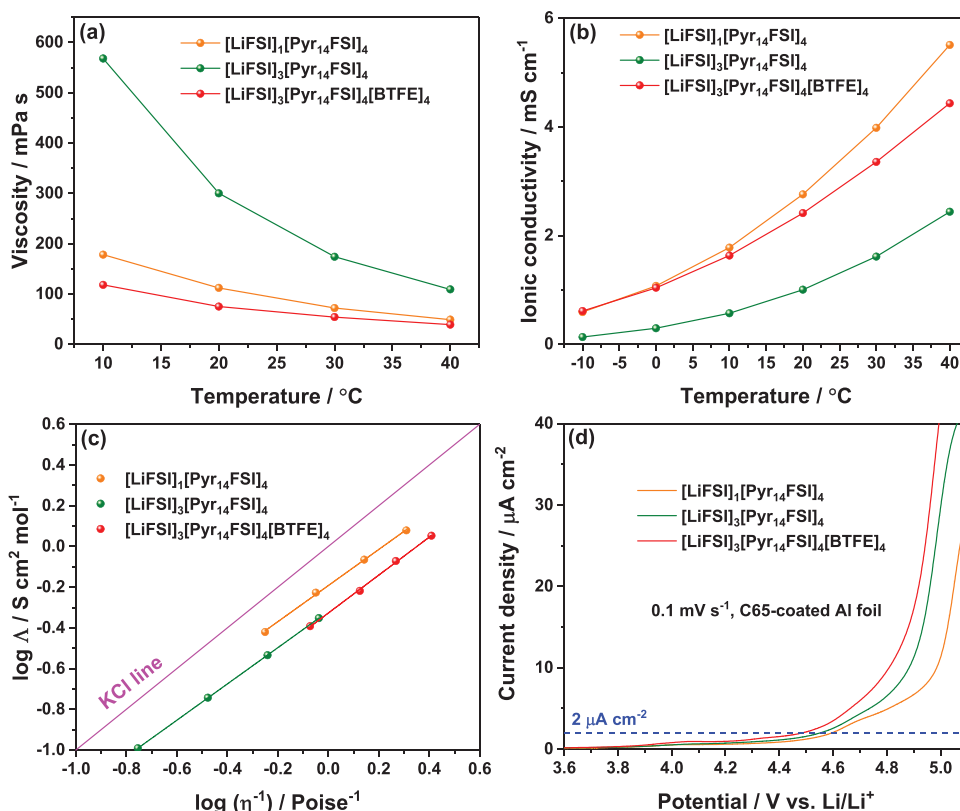 (a)
[LiFSI]₁[Pyr₁₄FSI]₄
[LiFSI]₃[Pyr₁₄FSI]₄
[LiFSI]₃[Pyr₁₄FSI]₄[BTFE]₄
Viscosity / mPa s
600
500
400
300
200
100
0
10 15 20 25 30 35 40
Temperature / °C
(b)
[LiFSI]₁[Pyr₁₄FSI]₄
[LiFSI]₃[Pyr₁₄FSI]₄
[LiFSI]₃[Pyr₁₄FSI]₄[BTFE]₄
Ionic conductivity / mS cm⁻¹
6
4
2
0
-10 -5 0 5 10 15 20 25 30 35 40
Temperature / °C
(c)
[LiFSI]₁[Pyr₁₄FSI]₄
[LiFSI]₃[Pyr₁₄FSI]₄
[LiFSI]₃[Pyr₁₄FSI]₄[BTFE]₄
KCl line
log Λ / S cm² mol⁻¹
0.6
0.4
0.2
0.0
-0.2
-0.4
-0.6
-0.8
-1.0
-1.0 -0.8 -0.6 -0.4 -0.2 0.0 0.2 0.4 0.6
log (η⁻¹) / Poise⁻¹
(d)
[LiFSI]₁[Pyr₁₄FSI]₄
[LiFSI]₃[Pyr₁₄FSI]₄
[LiFSI]₃[Pyr₁₄FSI]₄[BTFE]₄
0.1 mV s⁻¹, C65-coated Al foil
2 μA cm⁻²
Current density / μA cm⁻²
40
30
20
10
0
3.6 3.8 4.0 4.2 4.4 4.6 4.8 5.0
Potential / V vs. Li/Li⁺